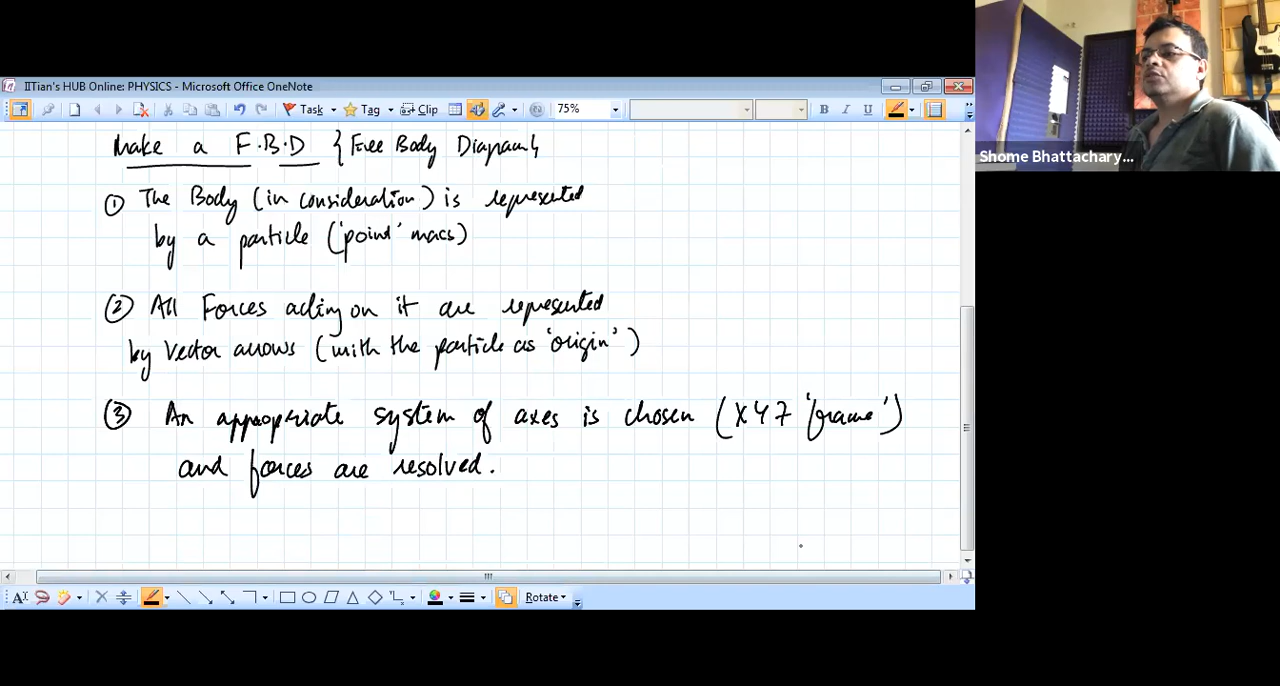 IITian's HUB Online: PHYSICS - Microsoft Office OneNote
Task Tag Clip 75% B I U
Make a F.B.D {Free Body Diagram}
Shome Bhattachary...
① The Body (in consideration) is represented
by a particle ('point' mass)
② All Forces acting on it are represented
by Vector arrows (with the particle as 'origin')
③ An appropriate system of axes is chosen (XYZ 'frame')
and forces are resolved.
Rotate